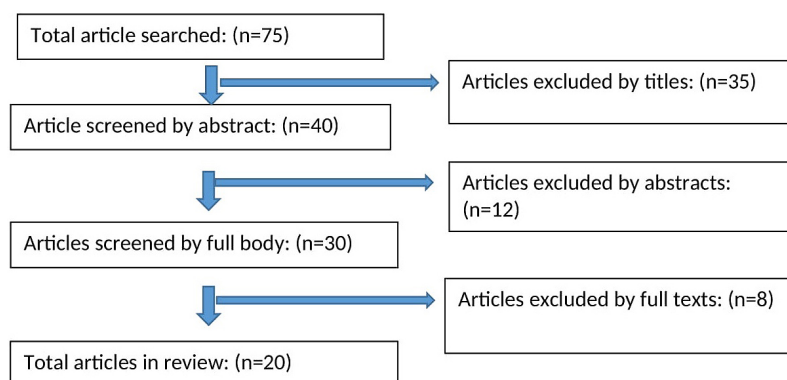 Total article searched: (n=75)
Articles excluded by titles: (n=35)
Article screened by abstract: (n=40)
Articles excluded by abstracts:
(n=12)
Articles screened by full body: (n=30)
Articles excluded by full texts: (n=8)
Total articles in review: (n=20)